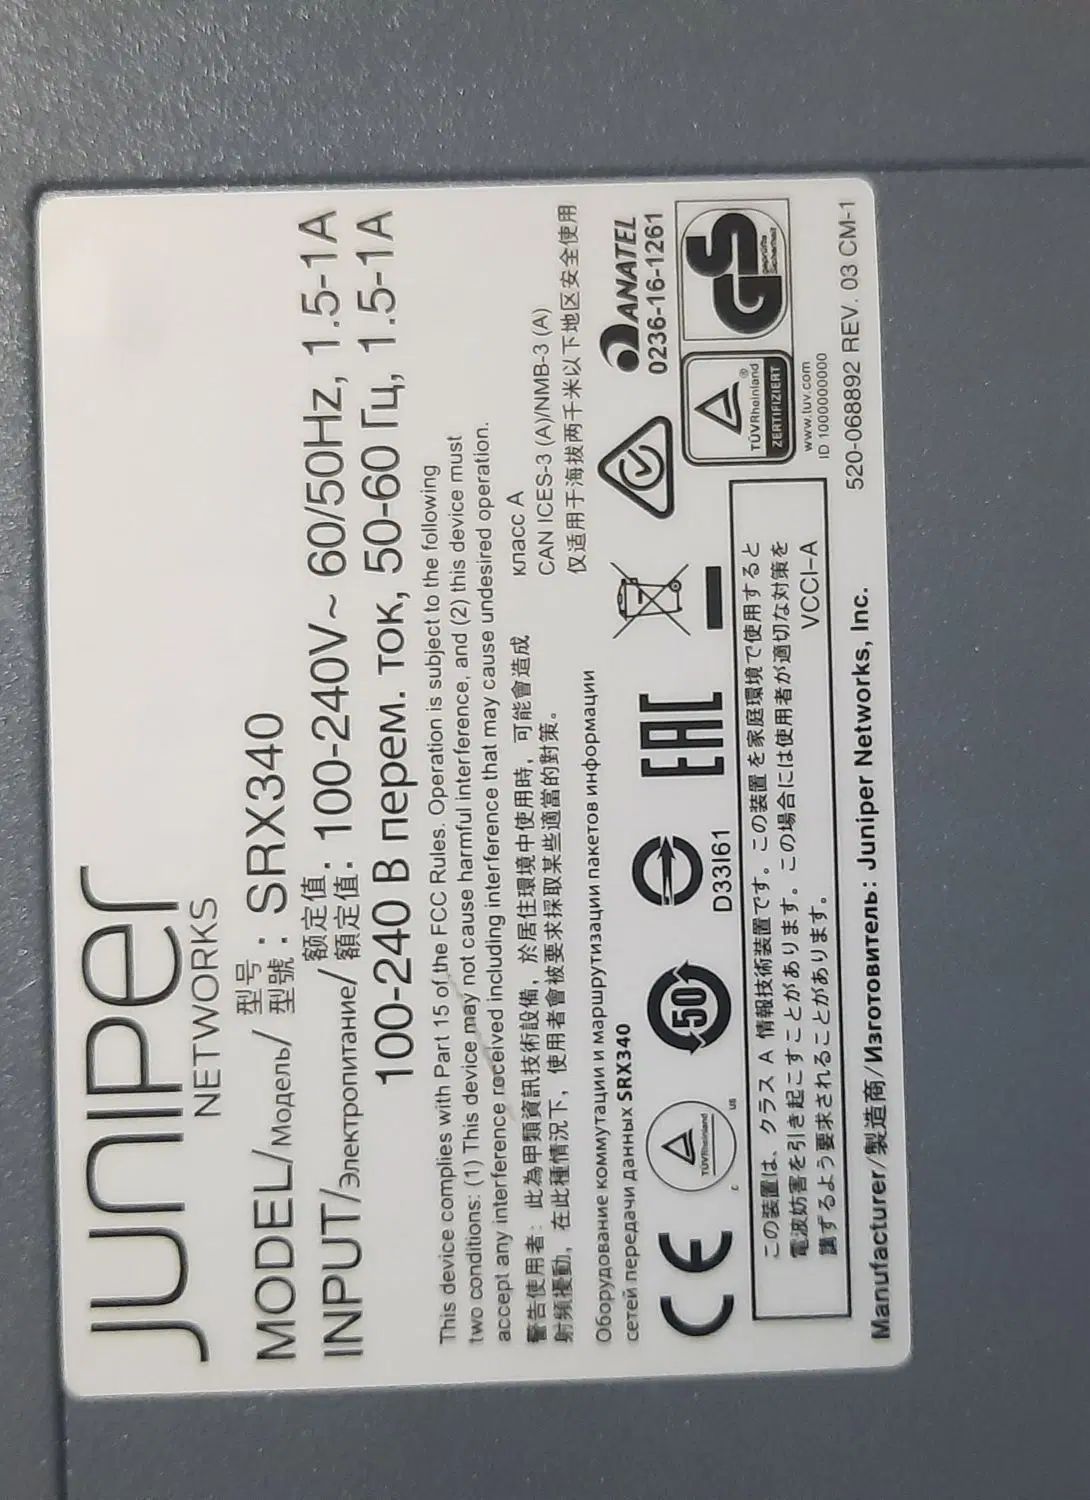 JUNIPER
NETWORKS
MODEL/Модель/ 型号 型號 : SRX340
INPUT/Электропитание/ 额定值: 額定值: 100-240V~ 60/50Hz, 1.5-1A
100-240 В перем. ток, 50-60 Гц, 1.5-1A
This device complies with Part 15 of the FCC Rules. Operation is subject to the following
two conditions: (1) This device may not cause harmful interference, and (2) this device must
accept any interference received including interference that may cause undesired operation.
警告使用者: 此為甲類資訊技術設備, 於居住環境中使用時, 可能會造成
射頻擾動, 在此種情況下, 使用者會被要求採取某些適當的對策。
класс A
CAN ICES-3 (A)/NMB-3 (A)
仅适用于海拔两千米以下地区安全使用
Оборудование коммутации и маршрутизации пакетов информации
сетей передачи данных SRX340
CE
TÜVRheinland
C US
50
D33I61
EAC
ANATEL
0236-16-1261
TÜVRheinland®
ZERTIFIZIERT
GS
geprüfte
Sicherheit
www.tuv.com
ID 1000000000
この装置は、クラス A 情報技術装置です。この装置を家庭環境で使用すると
電波妨害を引き起こすことがあります。この場合には使用者が適切な対策を
講ずるよう要求されることがあります。
VCCI-A
Manufacturer/製造商/Изготовитель: Juniper Networks, Inc.
520-068892 REV. 03 CM-1